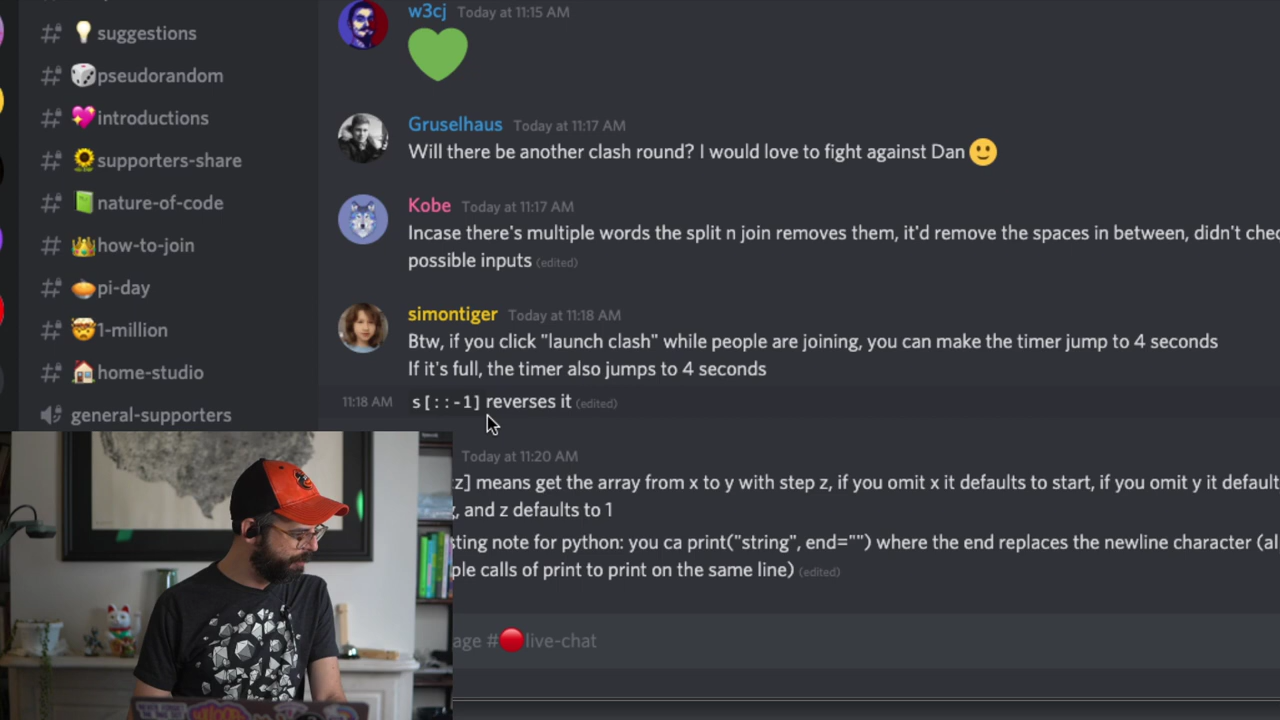 suggestions
pseudorandom
introductions
supporters-share
nature-of-code
how-to-join
pi-day
1-million
home-studio
general-supporters
w3cj Today at 11:15 AM
Gruselhaus Today at 11:17 AM
Will there be another clash round? I would love to fight against Dan
Kobe Today at 11:17 AM
Incase there's multiple words the split n join removes them, it'd remove the spaces in between, didn't
possible inputs (edited)
simontiger Today at 11:18 AM
Btw, if you click "launch clash" while people are joining, you can make the timer jump to 4 seconds
If it's full, the timer also jumps to 4 seconds
11:18 AM s[::-1] reverses it (edited)
Today at 11:20 AM
z] means get the array from x to y with step z, if you omit x it defaults to start, if you omit y it default
, and z defaults to 1
note for python: you ca print("string", end="") where the end replaces the newline character (al
ple calls of print to print on the same line) (edited)
age # live-chat